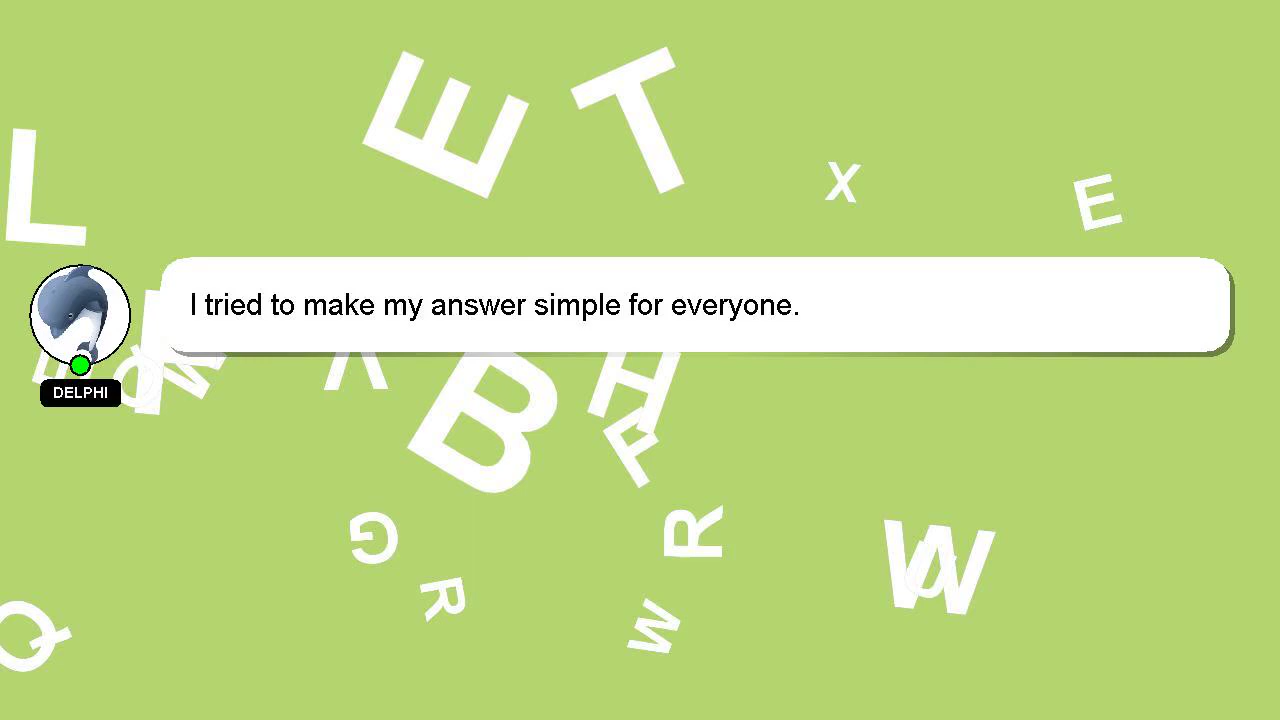 E T
L X E
I tried to make my answer simple for everyone.
DELPHI
B
F
G R W
R
W
Q